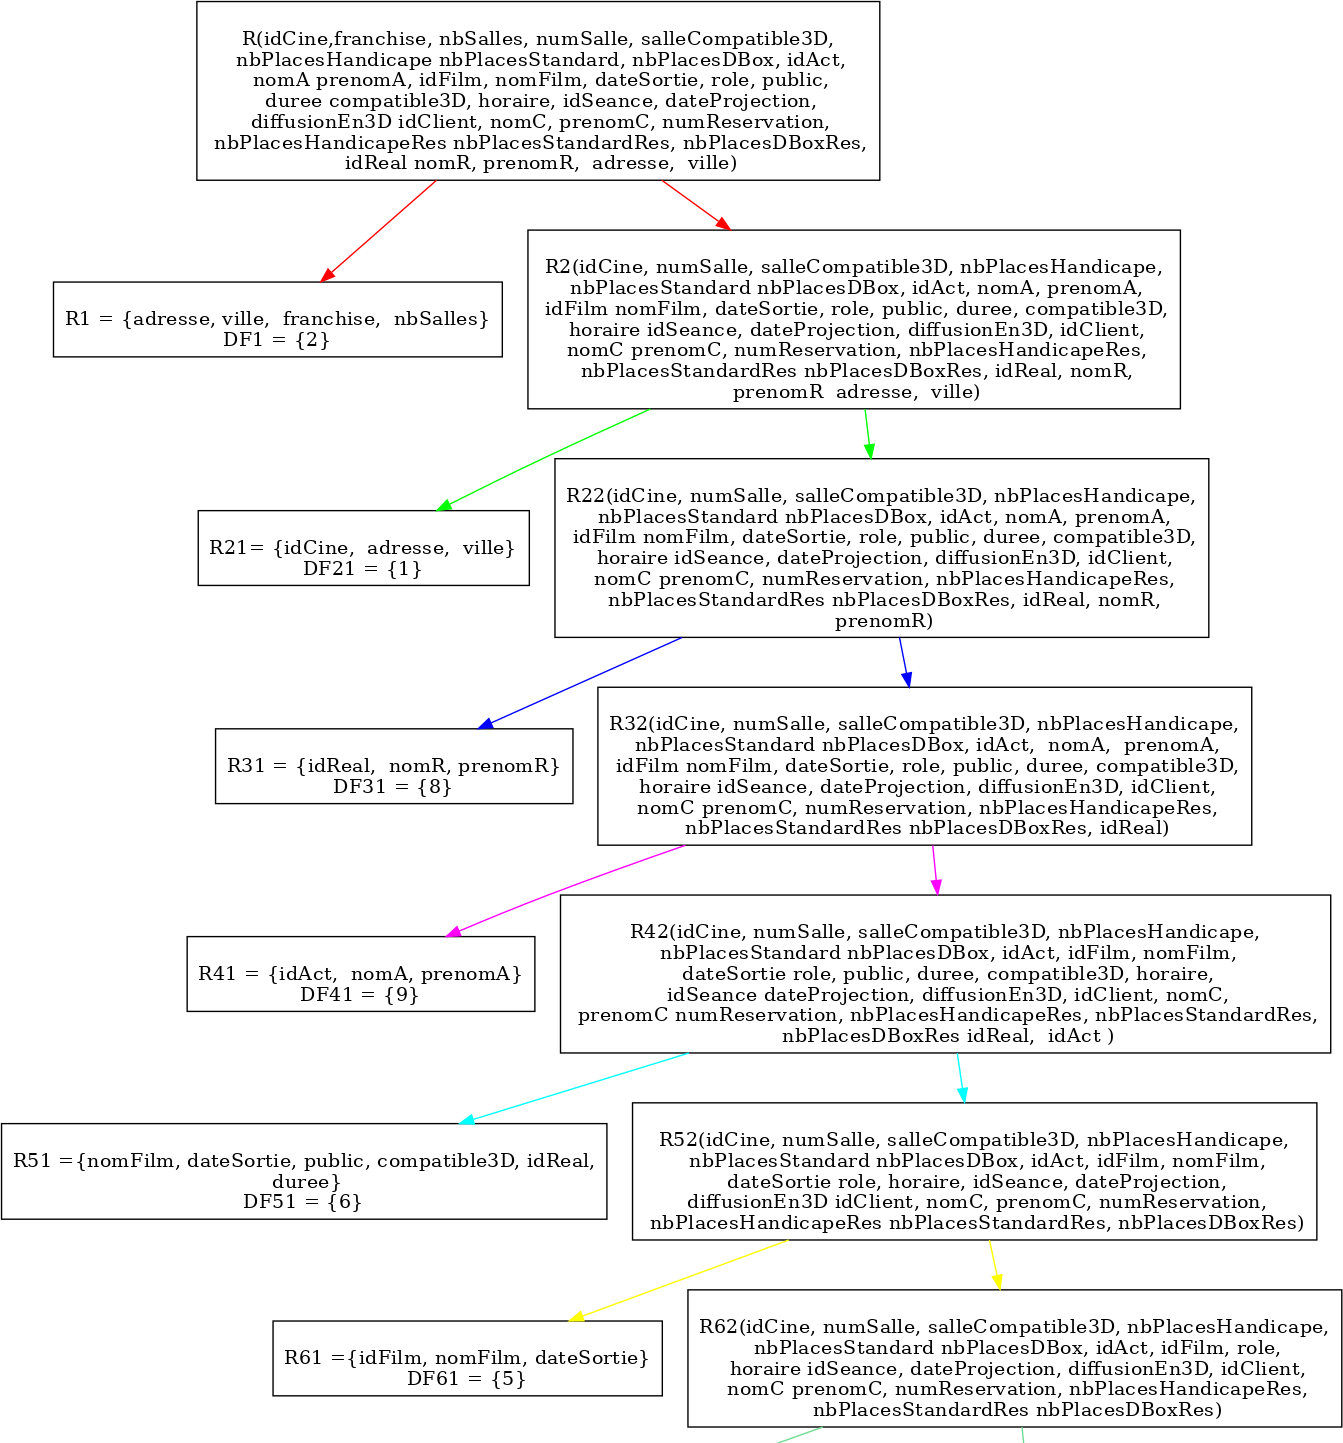 R(idCine,franchise, nbSalles, numSalle, salleCompatible3D,
nbPlacesHandicape nbPlacesStandard, nbPlacesDBox, idAct,
nomA prenomA, idFilm, nomFilm, dateSortie, role, public,
duree compatible3D, horaire, idSeance, dateProjection,
diffusionEn3D idClient, nomC, prenomC, numReservation,
nbPlacesHandicapeRes nbPlacesStandardRes, nbPlacesDBoxRes,
idReal nomR, prenomR,  adresse,  ville)
R1 = {adresse, ville,  franchise,  nbSalles}
DF1 = {2}
R2(idCine, numSalle, salleCompatible3D, nbPlacesHandicape,
nbPlacesStandard nbPlacesDBox, idAct, nomA, prenomA,
idFilm nomFilm, dateSortie, role, public, duree, compatible3D,
horaire idSeance, dateProjection, diffusionEn3D, idClient,
nomC prenomC, numReservation, nbPlacesHandicapeRes,
nbPlacesStandardRes nbPlacesDBoxRes, idReal, nomR,
prenomR  adresse,  ville)
R21= {idCine,  adresse,  ville}
DF21 = {1}
R22(idCine, numSalle, salleCompatible3D, nbPlacesHandicape,
nbPlacesStandard nbPlacesDBox, idAct, nomA, prenomA,
idFilm nomFilm, dateSortie, role, public, duree, compatible3D,
horaire idSeance, dateProjection, diffusionEn3D, idClient,
nomC prenomC, numReservation, nbPlacesHandicapeRes,
nbPlacesStandardRes nbPlacesDBoxRes, idReal, nomR,
prenomR)
R31 = {idReal,  nomR, prenomR}
DF31 = {8}
R32(idCine, numSalle, salleCompatible3D, nbPlacesHandicape,
nbPlacesStandard nbPlacesDBox, idAct,  nomA,  prenomA,
idFilm nomFilm, dateSortie, role, public, duree, compatible3D,
horaire idSeance, dateProjection, diffusionEn3D, idClient,
nomC prenomC, numReservation, nbPlacesHandicapeRes,
nbPlacesStandardRes nbPlacesDBoxRes, idReal)
R41 = {idAct,  nomA, prenomA}
DF41 = {9}
R42(idCine, numSalle, salleCompatible3D, nbPlacesHandicape,
nbPlacesStandard nbPlacesDBox, idAct, idFilm, nomFilm,
dateSortie role, public, duree, compatible3D, horaire,
idSeance dateProjection, diffusionEn3D, idClient, nomC,
prenomC numReservation, nbPlacesHandicapeRes, nbPlacesStandardRes,
nbPlacesDBoxRes idReal,  idAct )
R51 ={nomFilm, dateSortie, public, compatible3D, idReal,
duree}
DF51 = {6}
R52(idCine, numSalle, salleCompatible3D, nbPlacesHandicape,
nbPlacesStandard nbPlacesDBox, idAct, idFilm, nomFilm,
dateSortie role, horaire, idSeance, dateProjection,
diffusionEn3D idClient, nomC, prenomC, numReservation,
nbPlacesHandicapeRes nbPlacesStandardRes, nbPlacesDBoxRes)
R61 ={idFilm, nomFilm, dateSortie}
DF61 = {5}
R62(idCine, numSalle, salleCompatible3D, nbPlacesHandicape,
nbPlacesStandard nbPlacesDBox, idAct, idFilm, role,
horaire idSeance, dateProjection, diffusionEn3D, idClient,
nomC prenomC, numReservation, nbPlacesHandicapeRes,
nbPlacesStandardRes nbPlacesDBoxRes)